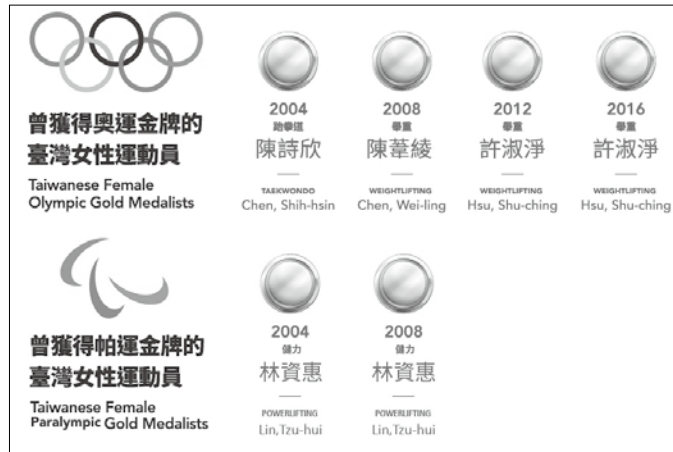 曾獲得奧運金牌的
臺灣女性運動員
Taiwanese Female
Olympic Gold Medalists
2004
跆拳道
陳詩欣
TAEKWONDO
Chen, Shih-hsin
2008
舉重
陳葦綾
WEIGHTLIFTING
Chen, Wei-ling
2012
舉重
許淑淨
WEIGHTLIFTING
Hsu, Shu-ching
2016
舉重
許淑淨
WEIGHTLIFTING
Hsu, Shu-ching
曾獲得帕運金牌的
臺灣女性運動員
Taiwanese Female
Paralympic Gold Medalists
2004
健力
林資惠
POWERLIFTING
Lin,Tzu-hui
2008
健力
林資惠
POWERLIFTING
Lin,Tzu-hui